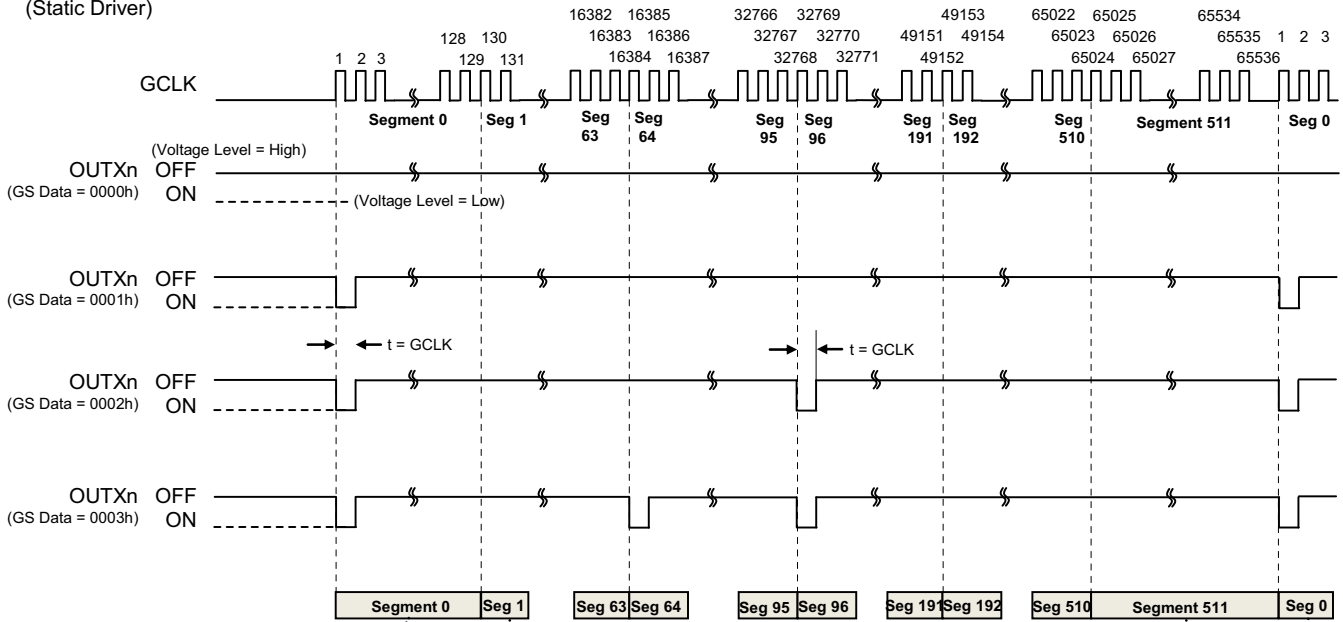 (Static Driver)
16382 16385 32766 32769 49153 65022 65025 65534
128 130 16383 16386 32767 32770 49151 49154 65023 65026 65535 1 2 3
1 2 3 129 131 16384 16387 32768 32771 49152 65024 65027 65536
GCLK
Segment 0 Seg 1 Seg 63 Seg 64 Seg 95 Seg 96 Seg 191 Seg 192 Seg 510 Segment 511 Seg 0
(Voltage Level = High)
OUTXn OFF
(GS Data = 0000h) ON
(Voltage Level = Low)
OUTXn OFF
(GS Data = 0001h) ON
t = GCLK t = GCLK
OUTXn OFF
(GS Data = 0002h) ON
OUTXn OFF
(GS Data = 0003h) ON
Segment 0 Seg 1 Seg 63 Seg 64 Seg 95 Seg 96 Seg 191 Seg 192 Seg 510 Segment 511 Seg 0